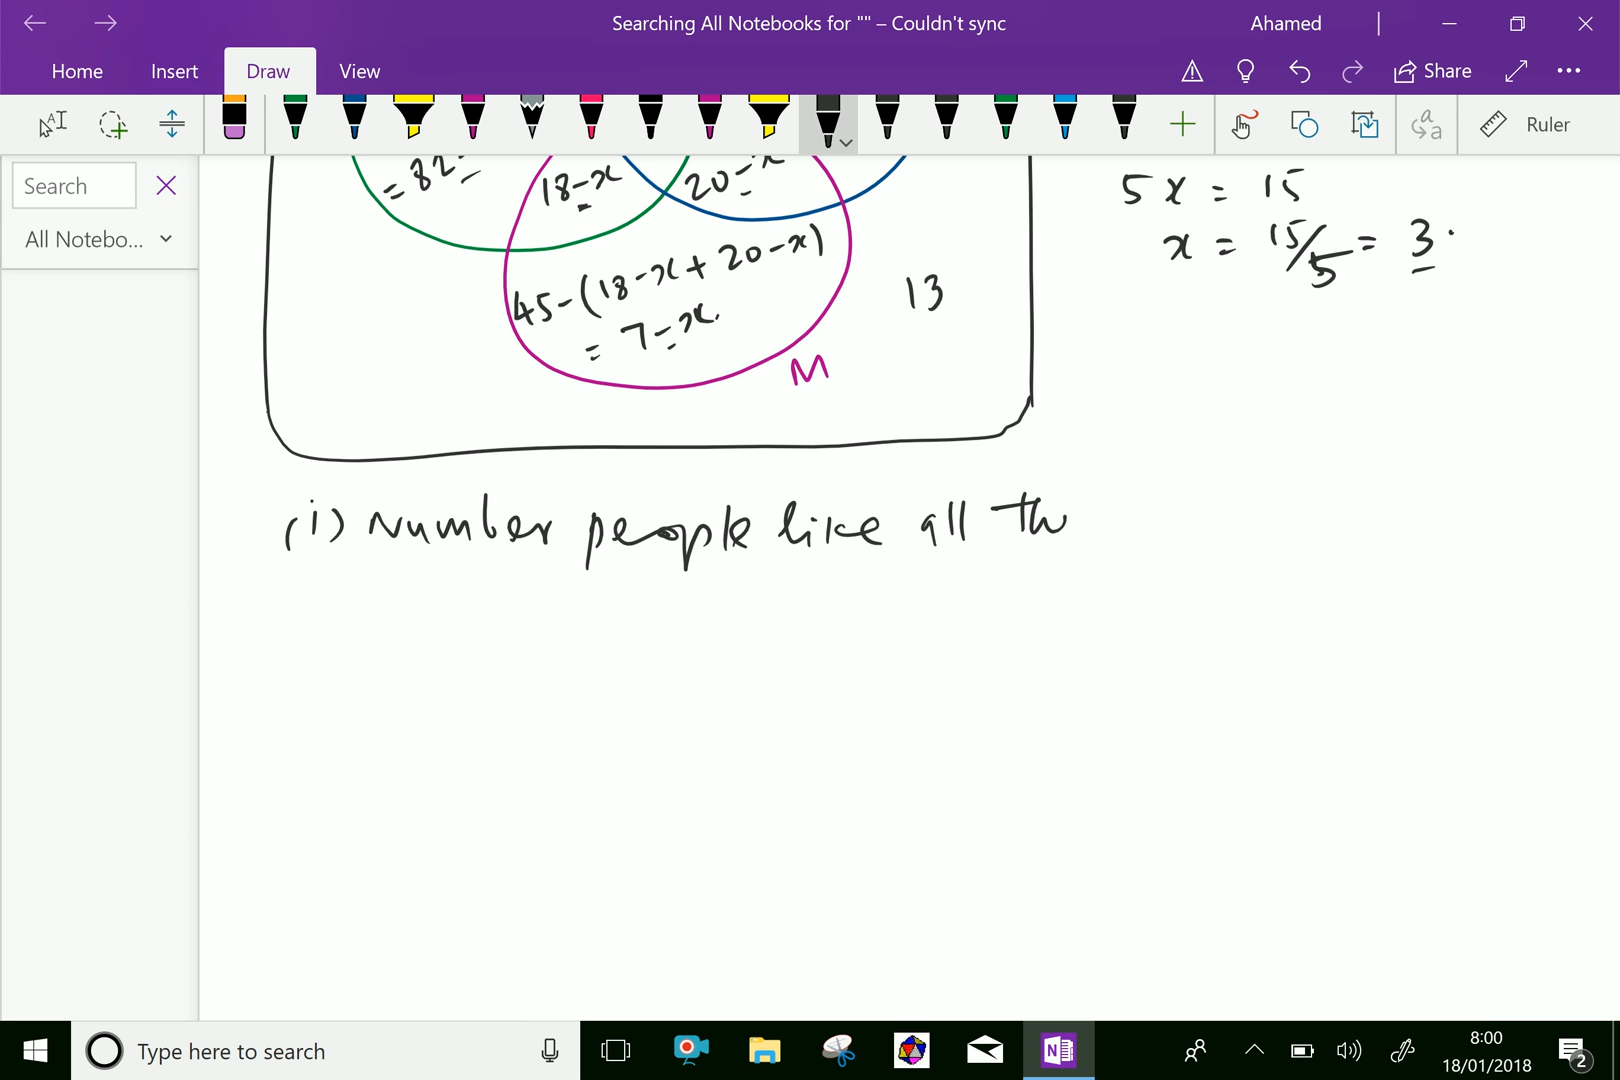 Searching All Notebooks for "" – Couldn't sync
Ahamed
Home Insert Draw View
Share
Ruler
Search
All Notebo...
= 82-
18-x
20-x
45-(18-x+20-x)
= 7-x.
13
M
5x = 15
x = 15/5 = 3.
(i) Number people like all th
Type here to search
8:00
18/01/2018
2